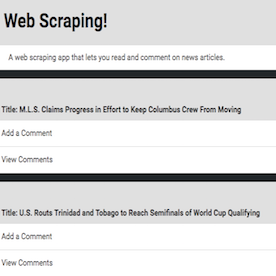 Web Scraping!
A web scraping app that lets you read and comment on news articles.
Title: M.L.S. Claims Progress in Effort to Keep Columbus Crew From Moving
Add a Comment
View Comments
Title: U.S. Routs Trinidad and Tobago to Reach Semifinals of World Cup Qualifying
Add a Comment
View Comments